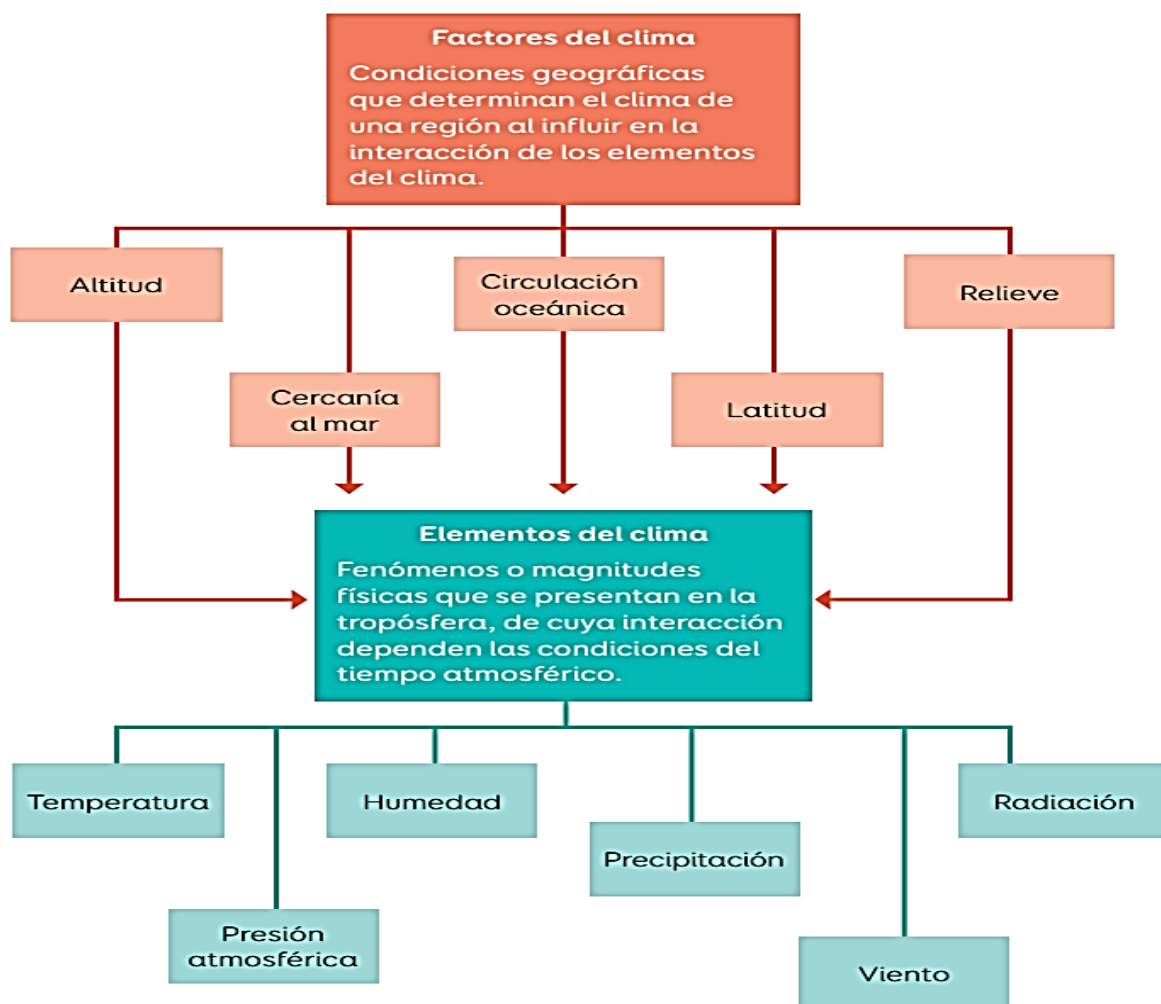 Factores del clima
Condiciones geográficas
que determinan el clima de
una región al influir en la
interacción de los elementos
del clima.
Altitud
Cercanía
al mar
Circulación
oceánica
Latitud
Relieve
Elementos del clima
Fenómenos o magnitudes
físicas que se presentan en la
tropósfera, de cuya interacción
dependen las condiciones del
tiempo atmosférico.
Temperatura
Presión
atmosférica
Humedad
Precipitación
Viento
Radiación